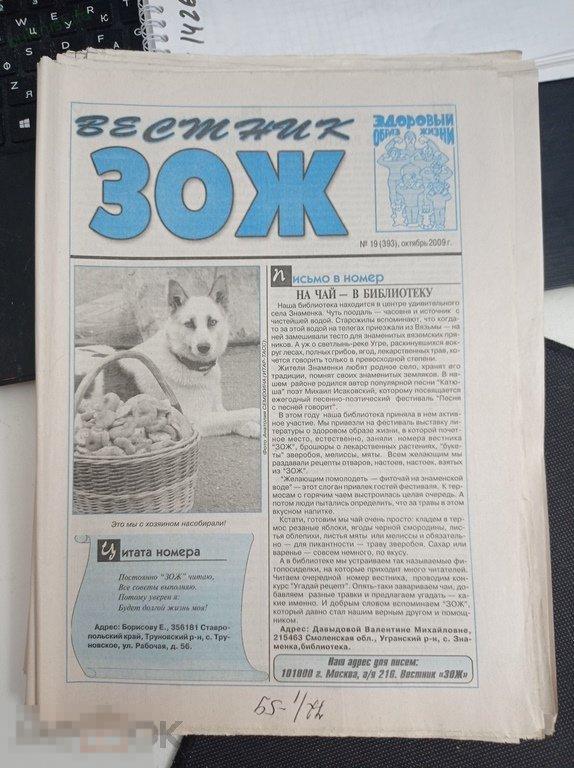 1426
ВЕСТНИК
ЗОЖ
ЗДОРОВЫЙ
ОБРАЗ ЖИЗНИ
№ 19 (393), октябрь 2009 г.
Это мы с хозяином насобирали!
Цитата номера
Постоянно "ЗОЖ" читаю,
Все советы выполняю.
Потому уверен я:
Будет долгой жизнь моя!
Адрес: Борисову Е., 356181 Ставро-
польский край, Труновский р-н, с. Тру-
новское, ул. Рабочая, д. 56.
Письмо в номер
НА ЧАЙ — В БИБЛИОТЕКУ
Наша библиотека находится в центре удивительного
села Знаменка. Чуть поодаль — часовня и источник с
чистейшей водой. Старожилы вспоминают, что когда-
то за этой водой на телегах приезжали из Вязьмы — на
ней замешивали тесто для знаменитых вяземских пря-
ников. А уж о светлынь-реке Угре, раскинувшихся вок-
руг лесах, полных грибов, ягод, лекарственных трав, хо-
чется говорить только в превосходной степени.
Жители Знаменки любят родное село, хранят его
традиции, помнят своих знаменитых земляков. В на-
шем районе родился автор популярной песни "Катю-
ша" поэт Михаил Исаковский, которому посвящается
ежегодный песенно-поэтический фестиваль "Песня
с песней говорит".
В этом году наша библиотека приняла в нем актив-
ное участие. Мы привезли на фестиваль выставку ли-
тературы о здоровом образе жизни, в которой почет-
ное место, естественно, заняли номера вестника
"ЗОЖ", брошюры о лекарственных растениях, "буке-
ты" зверобоя, мелиссы, мяты. Всем желающим мы
раздавали рецепты отваров, настоев, настоек, взятых
из "ЗОЖ".
"Желающим помолодеть — фиточай на знаменской
воде" — этот слоган привлек гостей фестиваля. К тер-
мосам с горячим чаем выстроилась целая очередь. А
потом люди пытались определить, что за травы в этом
вкусном напитке.
Кстати, готовим мы чай очень просто: кладем в тер-
мос резаные яблоки, ягоды черной смородины, лис-
тья облепихи, листья мяты или мелиссы и обязатель-
но — для пикантности — траву зверобоя. Сахар или
варенье — совсем немного, по вкусу.
А в библиотеке мы устраиваем так называемые фи-
топосиделки, на которые приходит много читателей.
Читаем очередной номер вестника, проводим кон-
курс "Угадай рецепт". Опять-таки завариваем чаи, до-
бавляем разные травки и предлагаем угадать — ка-
кие именно. И добрым словом вспоминаем "ЗОЖ",
который давно стал нашим верным другом и помощ-
ником.
Адрес: Давыдовой Валентине Михайловне,
215463 Смоленская обл., Угранский р-н, с. Зна-
менка, библиотека.
Наш адрес для писем:
101000 г. Москва, а/я 216. Вестник «ЗОЖ»